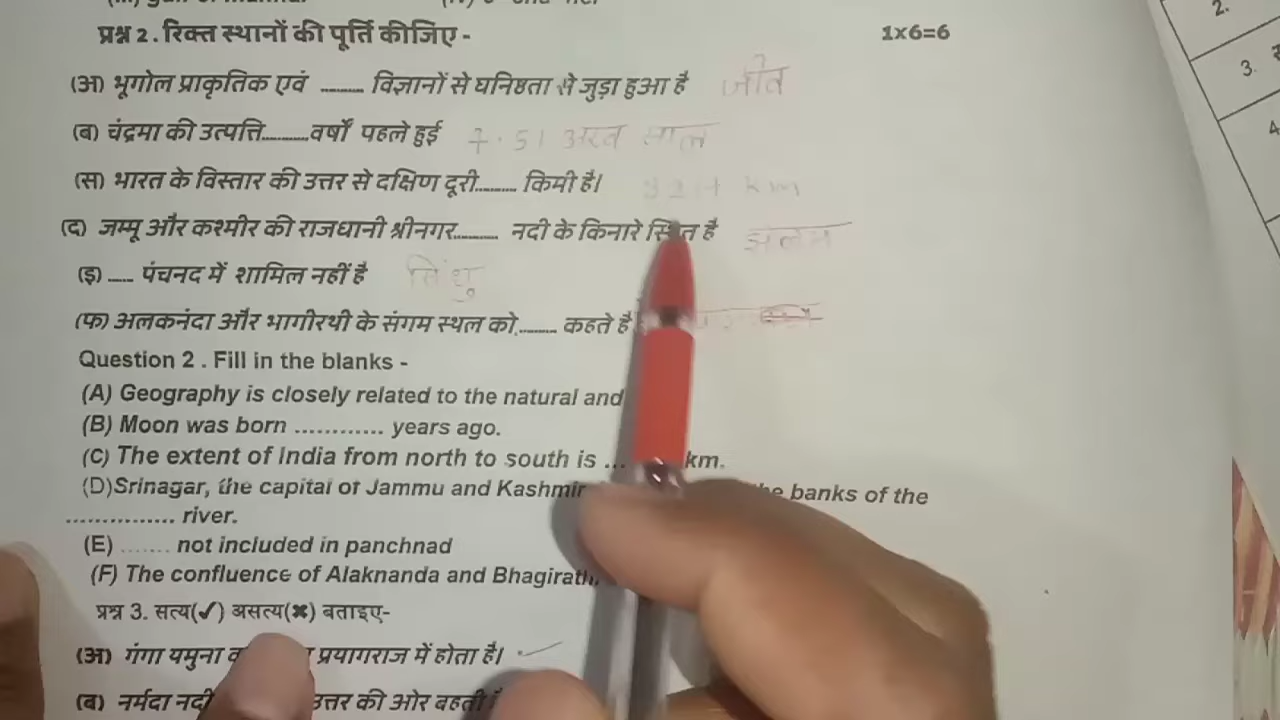 प्रश्न 2 . रिक्त स्थानों की पूर्ति कीजिए - 1x6=6
(अ) भूगोल प्राकृतिक एवं ......... विज्ञानों से घनिष्ठता से जुड़ा हुआ है जीव
(ब) चंद्रमा की उत्पत्ति..........वर्षों पहले हुई
(स) भारत के विस्तार की उत्तर से दक्षिण दूरी........ किमी है। km
(द) जम्मू और कश्मीर की राजधानी श्रीनगर......... नदी के किनारे स्थित है झेलम
(इ) ..... पंचनद में शामिल नहीं है सिंधु
(फ) अलकनंदा और भागीरथी के संगम स्थल को......... कहते है
Question 2 . Fill in the blanks -
(A) Geography is closely related to the natural and
(B) Moon was born ............ years ago.
(C) The extent of India from north to south is ... km.
(D)Srinagar, the capital of Jammu and Kashmir banks of the
............... river.
(E) ....... not included in panchnad
(F) The confluence of Alaknanda and
प्रश्न 3. सत्य(✓) असत्य(✖) बताइए-
(अ) गंगा यमुना प्रयागराज में होता है।
(ब) नर्मदा नदी उत्तर की ओर बहती
2.
3.
4